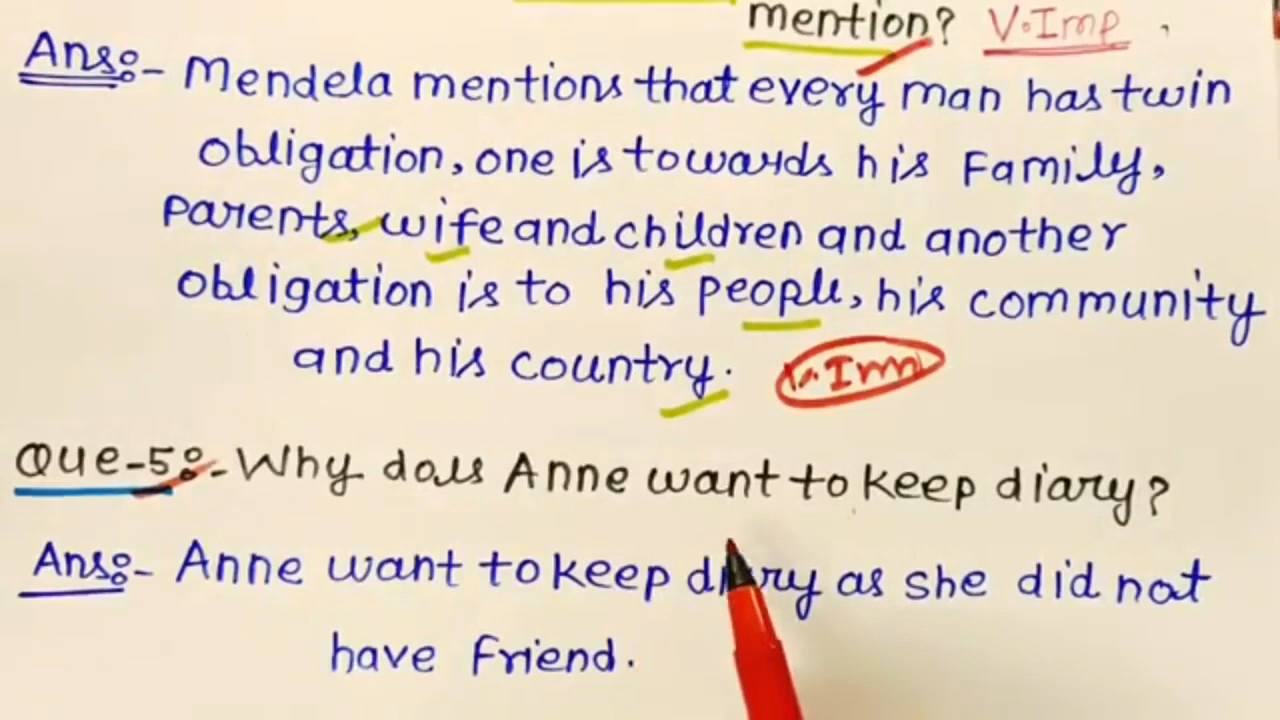 mention? V.Imp
Ans:- Mendela mentions that every man has twin
obligation, one is towards his Family,
Parents, wife and children and another
obligation is to his people, his community
and his country. V.Imp
Que-5:- Why does Anne want to keep diary?
Ans:- Anne want to keep diary as she did not
have Friend.